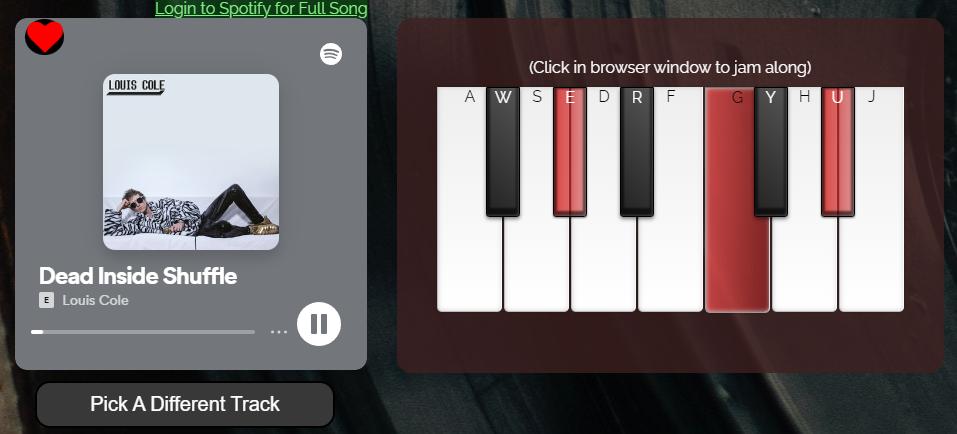 Login to Spotify for Full Song
LOUIS COLE
Dead Inside Shuffle
E Louis Cole
Pick A Different Track
(Click in browser window to jam along)
A W S E D R F G Y H U J